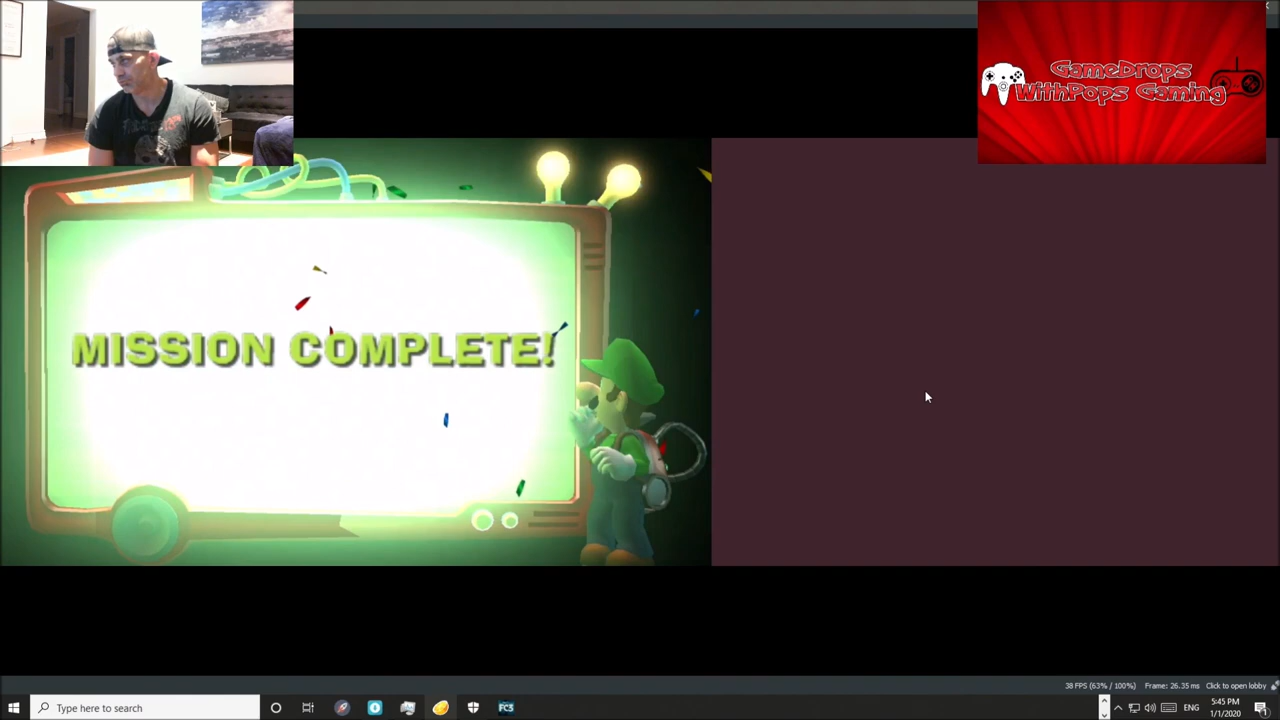 GameDrops
WithPops Gaming
MISSION COMPLETE!
38 FPS (63% / 100%) Frame: 26.35 ms Click to open lobby
Type here to search
FC3
ENG
5:45 PM
1/1/2020